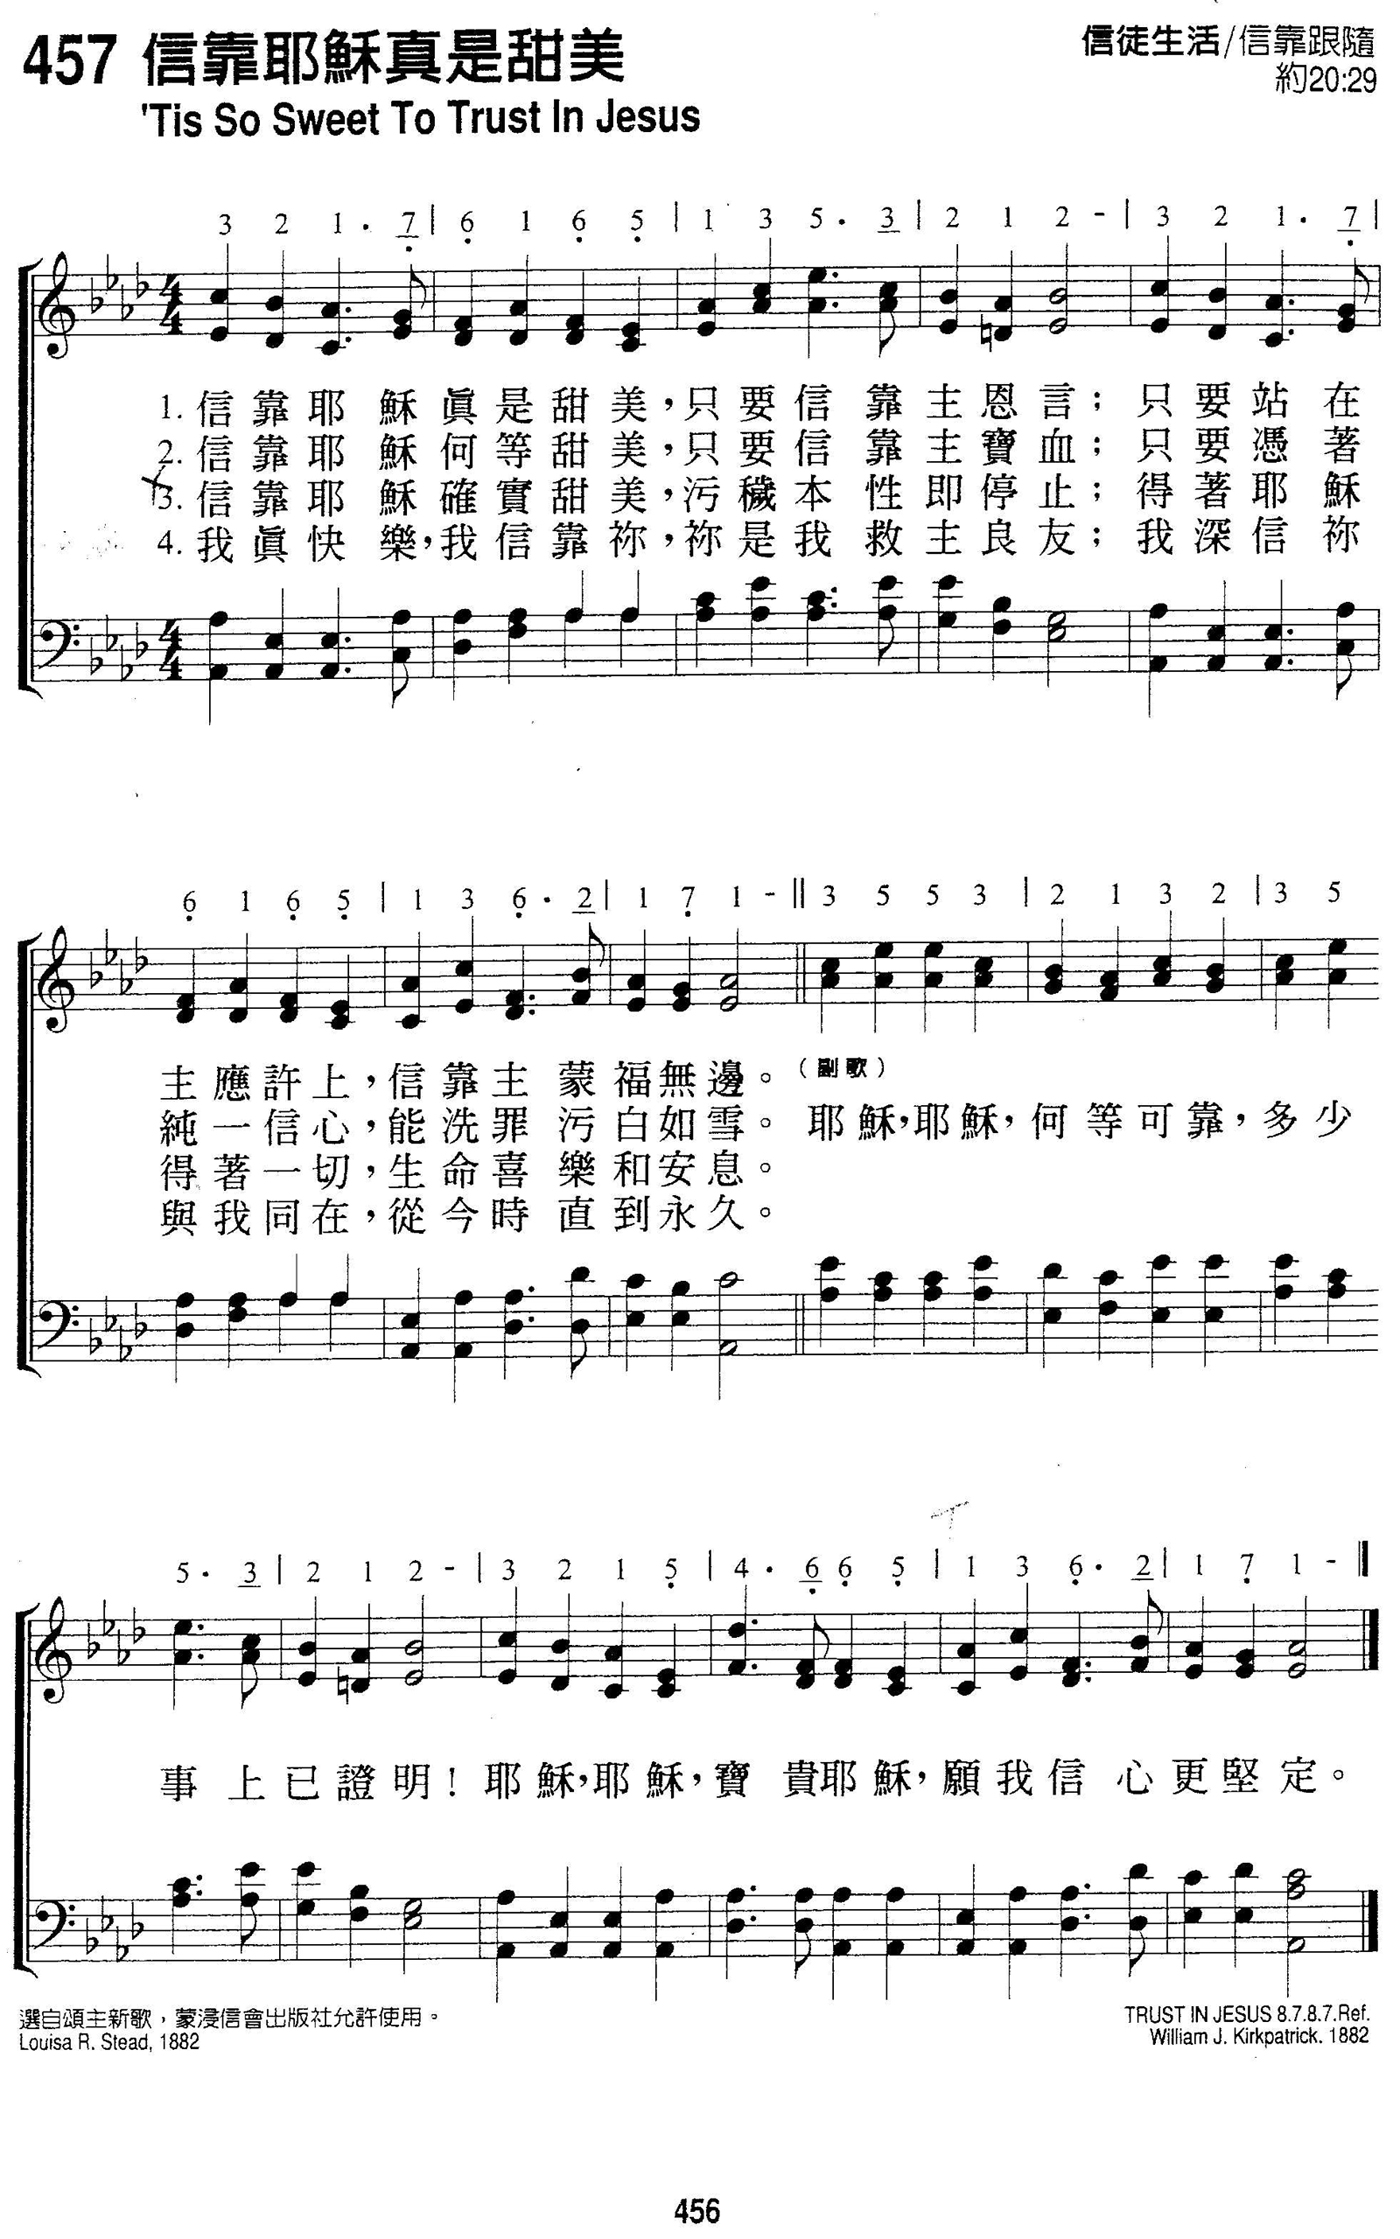 457 信靠耶穌真是甜美
'Tis So Sweet To Trust In Jesus
信徒生活/信靠跟隨
約20:29
3 2 1 . 7 | 6 1 6 5 | 1 3 5 . 3 | 2 1 2 - | 3 2 1 . 7 |
1. 信靠耶穌眞是甜美，只要信靠主恩言；只要站在
2. 信靠耶穌何等甜美，只要信靠主寶血；只要憑著
3. 信靠耶穌確實甜美，污穢本性即停止；得著耶穌
4. 我眞快樂，我信靠祢，祢是我救主良友；我深信祢
6 1 6 5 | 1 3 6 . 2 | 1 7 1 - || 3 5 5 3 | 2 1 3 2 | 3 5
主應許上，信靠主蒙福無邊。（副歌）
純一信心，能洗罪污白如雪。耶穌，耶穌，何等可靠，多少
得著一切，生命喜樂和安息。
與我同在，從今時直到永久。
5 . 3 | 2 1 2 - | 3 2 1 5 | 4 . 6 6 5 | 1 3 6 . 2 | 1 7 1 - ||
事上已證明！耶穌，耶穌，寶貴耶穌，願我信心更堅定。
選自頌主新歌，蒙浸信會出版社允許使用。
Louisa R. Stead, 1882
TRUST IN JESUS 8.7.8.7.Ref.
William J. Kirkpatrick. 1882
456